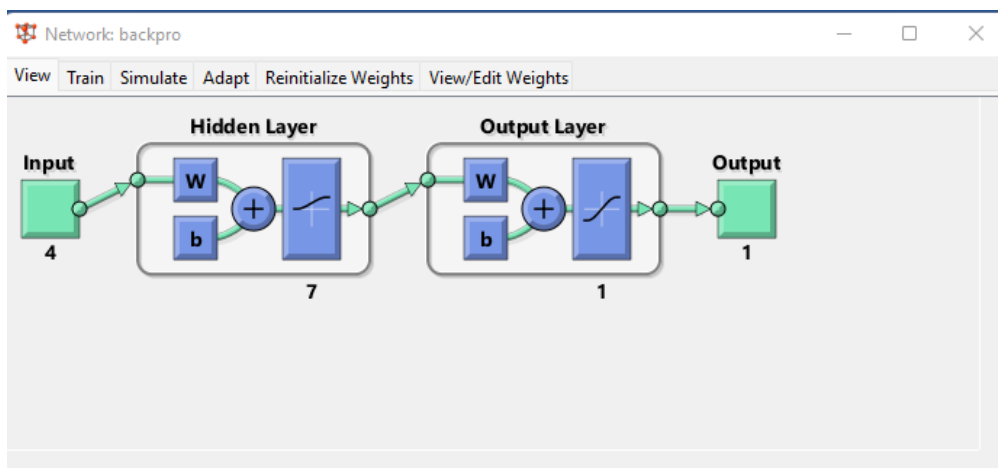 Network: backpro
View Train Simulate Adapt Reinitialize Weights View/Edit Weights
Hidden Layer Output Layer
Input Output
W W
+ +
b b
4 1
7 1